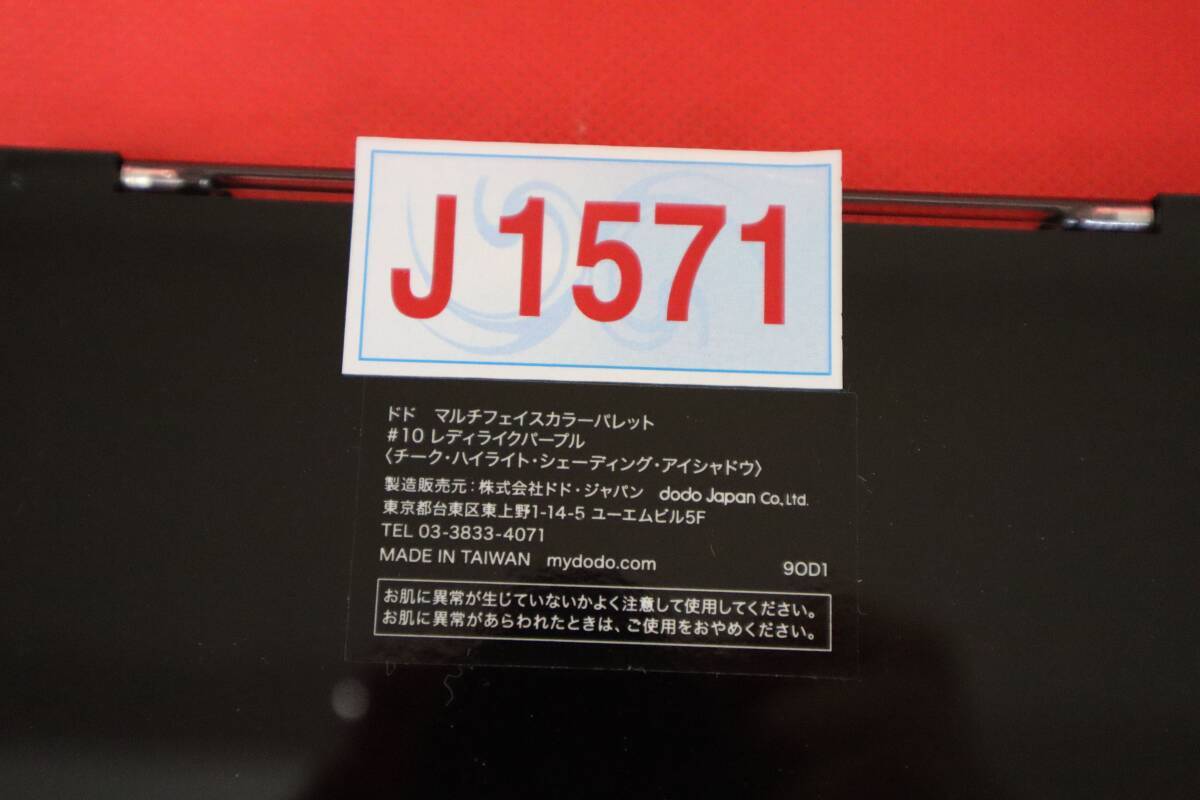 J1571
ドド マルチフェイスカラーパレット
#10 レディライクパープル
〈チーク・ハイライト・シェーディング・アイシャドウ〉
製造販売元：株式会社ドド・ジャパン dodo Japan Co., Ltd.
東京都台東区東上野1-14-5 ユーエムビル5F
TEL 03-3833-4071
MADE IN TAIWAN mydodo.com 9OD1
お肌に異常が生じていないかよく注意して使用してください。
お肌に異常があらわれたときは、ご使用をおやめください。